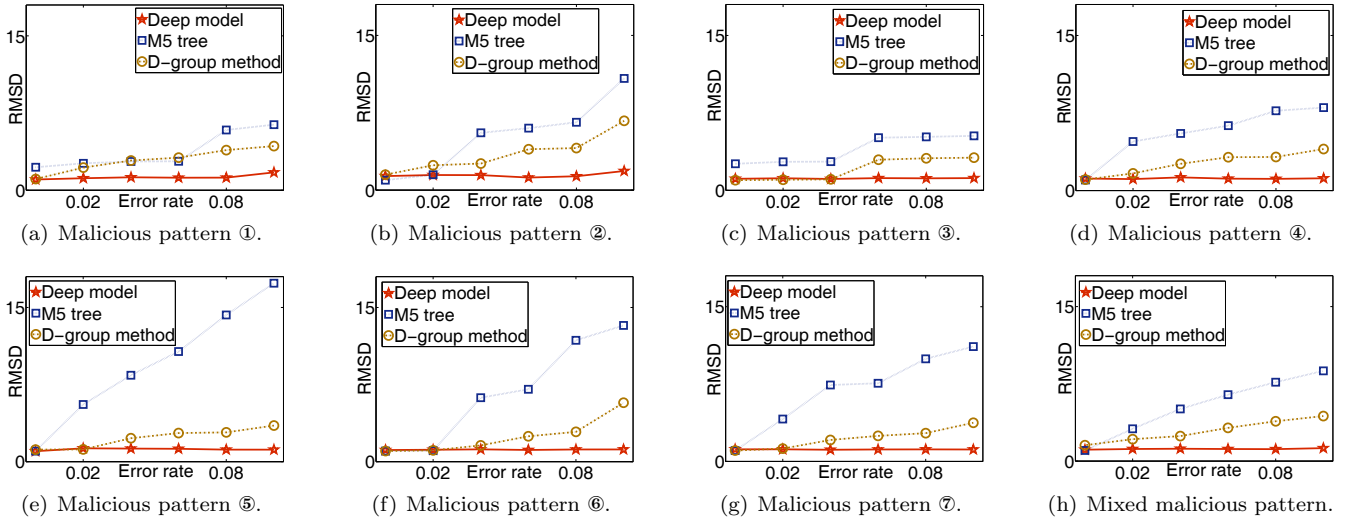 15
RMSD
0
Deep model
M5 tree
D-group method
0.02 Error rate 0.08
(a) Malicious pattern ①.
15
RMSD
0
Deep model
M5 tree
D-group method
0.02 Error rate 0.08
(b) Malicious pattern ②.
15
RMSD
0
Deep model
M5 tree
D-group method
0.02 Error rate 0.08
(c) Malicious pattern ③.
15
RMSD
0
Deep model
M5 tree
D-group method
0.02 Error rate 0.08
(d) Malicious pattern ④.
15
RMSD
0
Deep model
M5 tree
D-group method
0.02 Error rate 0.08
(e) Malicious pattern ⑤.
15
RMSD
0
Deep model
M5 tree
D-group method
0.02 Error rate 0.08
(f) Malicious pattern ⑥.
15
RMSD
0
Deep model
M5 tree
D-group method
0.02 Error rate 0.08
(g) Malicious pattern ⑦.
15
RMSD
0
Deep model
M5 tree
D-group method
0.02 Error rate 0.08
(h) Mixed malicious pattern.